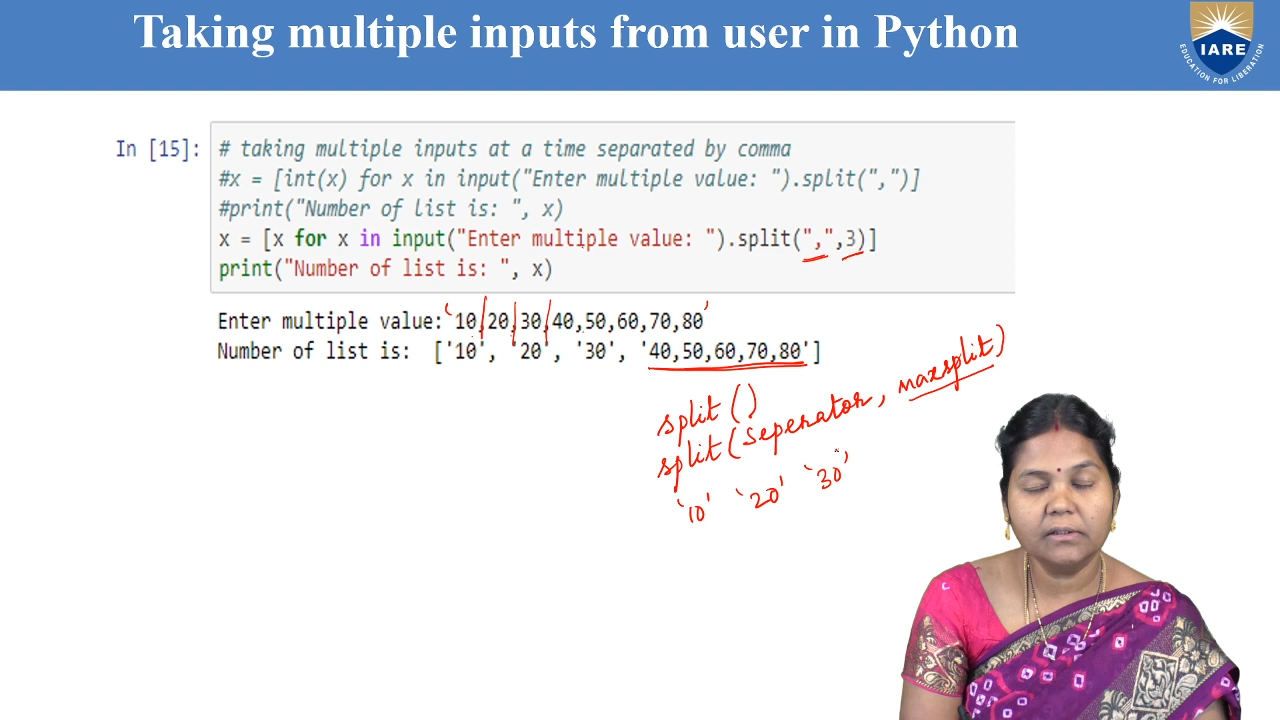 Taking multiple inputs from user in Python
IARE
EDUCATION FOR LIBERATION
In [15]:
# taking multiple inputs at a time separated by comma
#x = [int(x) for x in input("Enter multiple value: ").split(",")]
#print("Number of list is: ", x)
x = [x for x in input("Enter multiple value: ").split(",",3)]
print("Number of list is: ", x)
Enter multiple value:'10,20,30,40,50,60,70,80'
Number of list is:  ['10', '20', '30', '40,50,60,70,80']
split ()
split (Seperator, maxsplit)
'10' '20' '30'